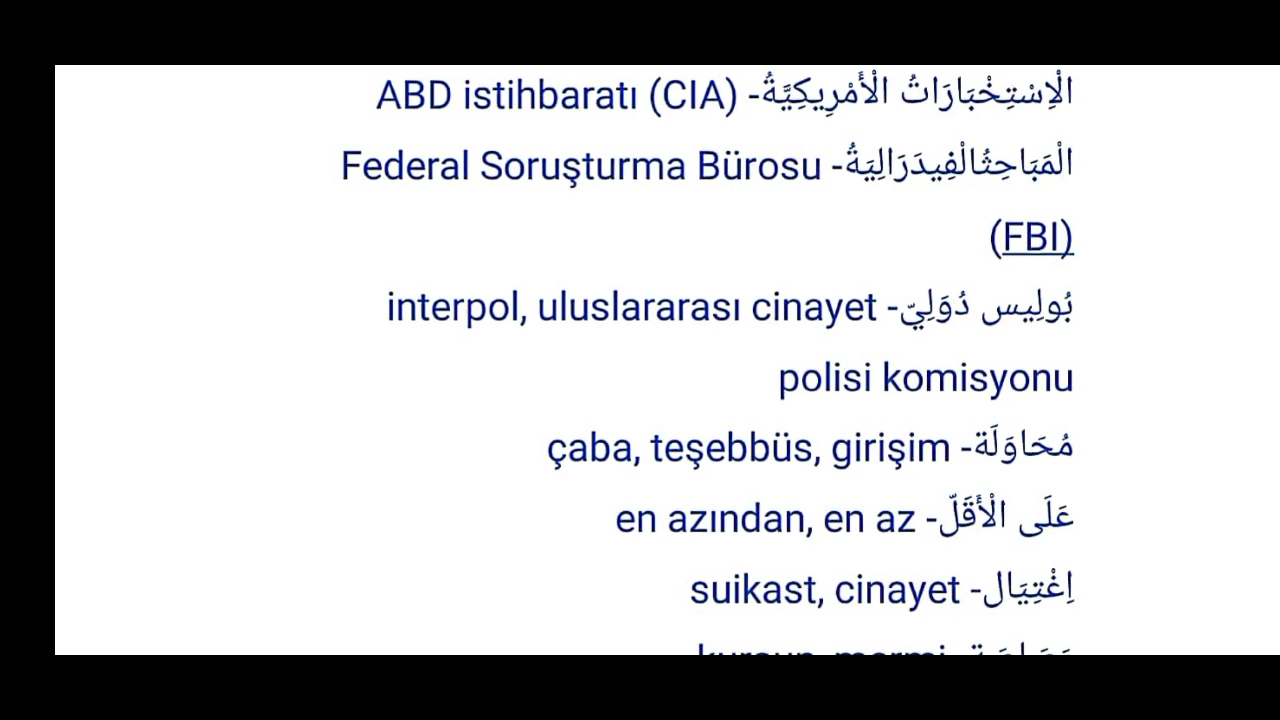 الْاِسْتِخْبَارَاتُ الْأَمْرِيكِيَّةُ- ABD istihbaratı (CIA)
الْمَبَاحِثُالْفِيدَرَالِيَةُ- Federal Soruşturma Bürosu
(FBI)
بُولِيس دُوَلِيّ- interpol, uluslararası cinayet
polisi komisyonu
مُحَاوَلَة- çaba, teşebbüs, girişim
عَلَى الْأَقَلّ- en azından, en az
اِغْتِيَال- suikast, cinayet